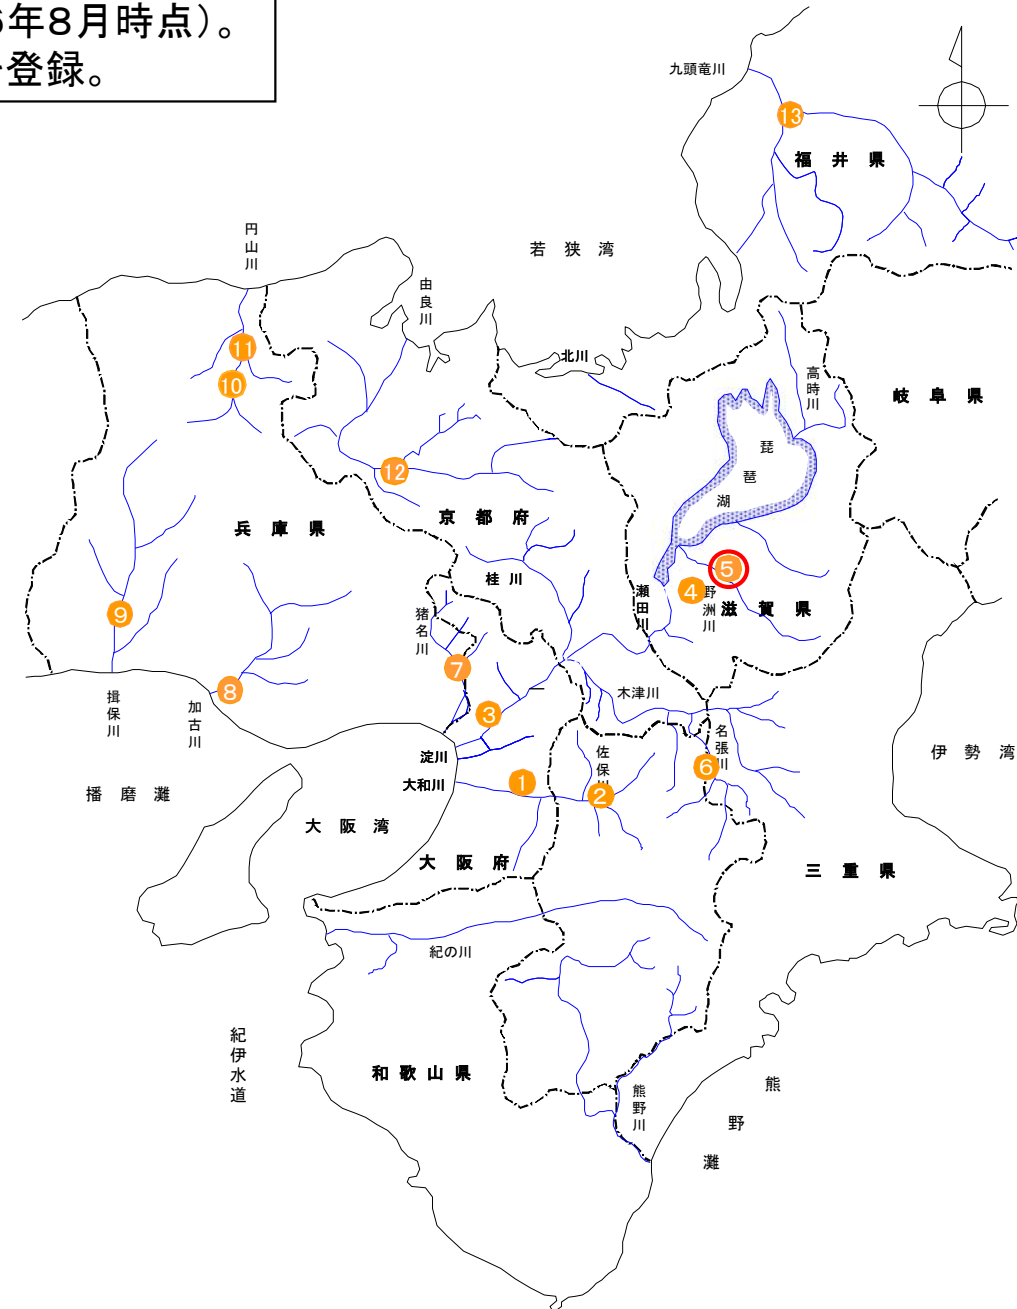 6年8月時点）。
登録。
九頭竜川
⑬
福井県
円山川
若狭湾
由良川
⑪
北川
⑩
高時川
岐阜県
琵琶湖
⑫
京都府
兵庫県
桂川
⑤
④
野洲川
瀬田川
滋賀県
猪名川
⑨
⑦
⑧
揖保川
加古川
③
木津川
名張川
淀川
佐保川
⑥
伊勢湾
大和川
①
②
播磨灘
大阪湾
大阪府
三重県
紀の川
紀伊水道
和歌山県
熊野川
熊野灘